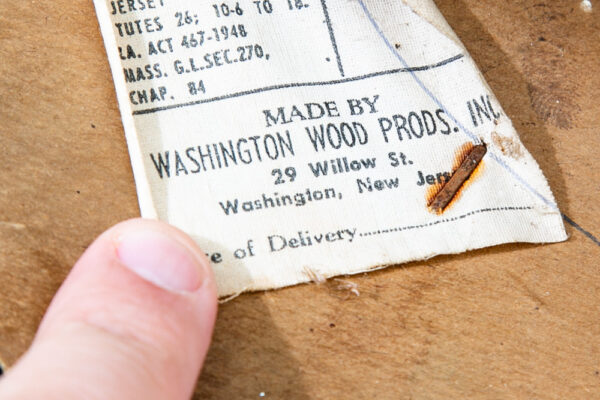 JERSEY
TUTES 26; 10-6 TO 18.
LA. ACT 467-1948
MASS. G.L.SEC.270,
CHAP. 84
MADE BY
WASHINGTON WOOD PRODS. INC
29 Willow St.
Washington, New Jer
e of Delivery